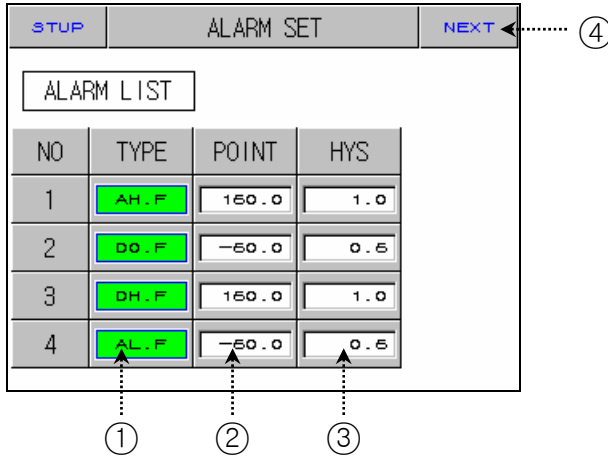 STUP ALARM SET NEXT ④
ALARM LIST
NO TYPE POINT HYS
1 AH.F 150.0 1.0
2 DO.F -50.0 0.5
3 DH.F 150.0 1.0
4 AL.F -50.0 0.5
① ② ③